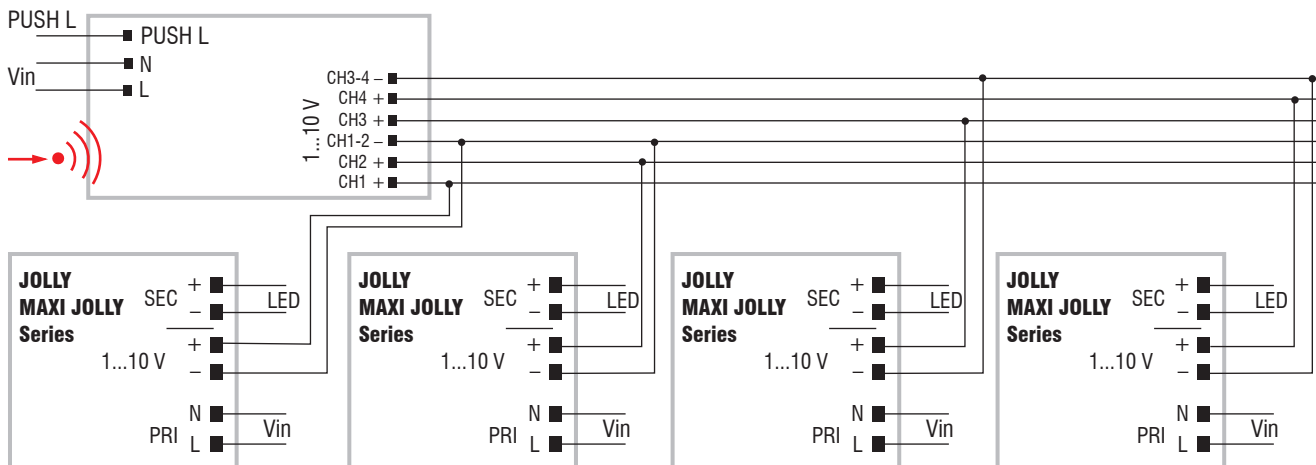 PUSH L
PUSH L
N
Vin
L
1...10 V
CH3-4 –
CH4 +
CH3 +
CH1-2 –
CH2 +
CH1 +
JOLLY
MAXI JOLLY
Series
SEC + –
LED
1...10 V + –
PRI N L
Vin
JOLLY
MAXI JOLLY
Series
SEC + –
LED
1...10 V + –
PRI N L
Vin
JOLLY
MAXI JOLLY
Series
SEC + –
LED
1...10 V + –
PRI N L
Vin
JOLLY
MAXI JOLLY
Series
SEC + –
LED
1...10 V + –
PRI N L
Vin